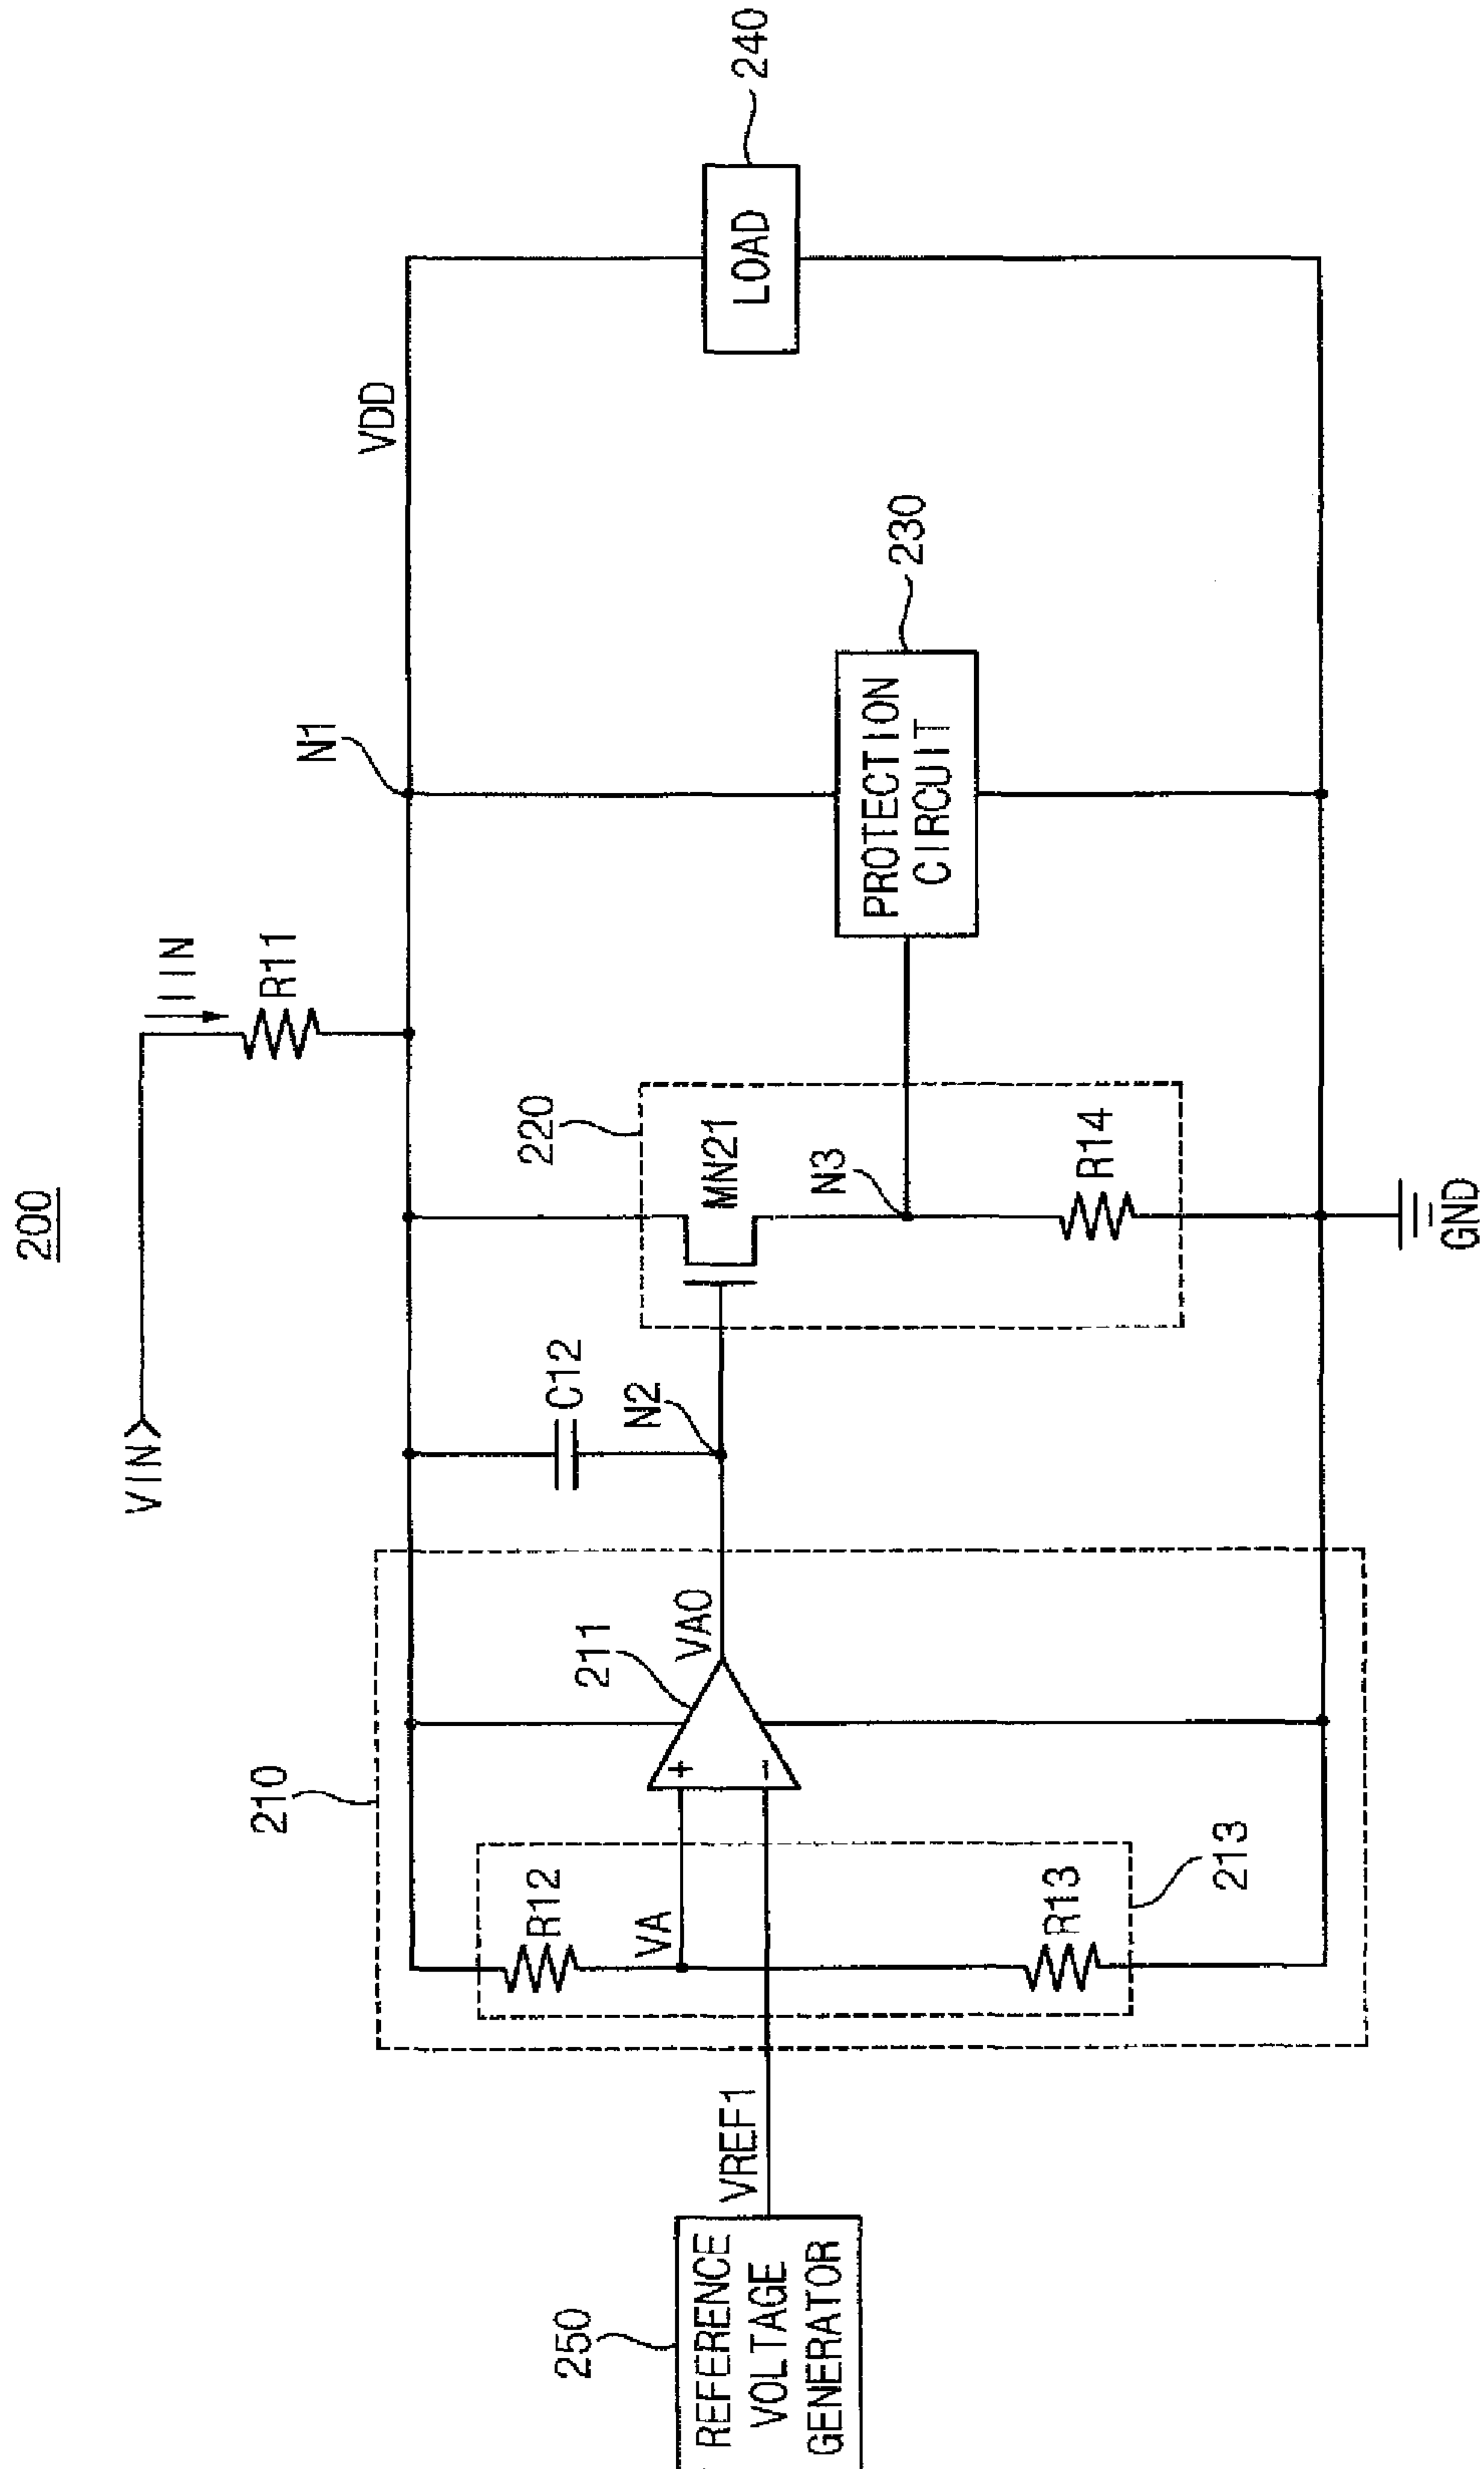 200
VIN
IIN
R11
N1
VDD
210
C12
220
MN21
N2
N3
R14
211
VAO
+
−
R12
VA
R13
213
VREF1
250
REFERENCE
VOLTAGE
GENERATOR
PROTECTION
CIRCUIT
230
LOAD
240
GND